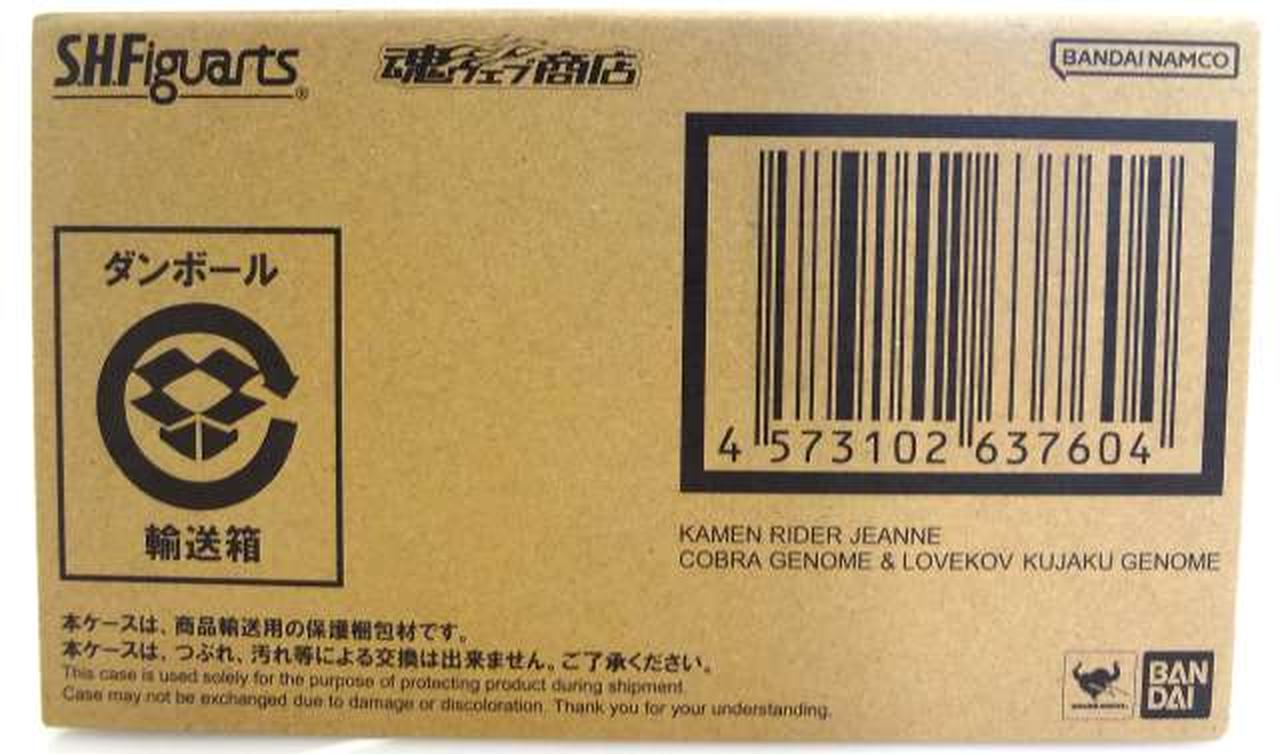 S.H.Figuarts®
魂ウェブ商店
BANDAI NAMCO
ダンボール
輸送箱
4 573102 637604
KAMEN RIDER JEANNE
COBRA GENOME & LOVEKOV KUJAKU GENOME
本ケースは、商品輸送用の保護梱包材です。
本ケースは、つぶれ、汚れ等による交換は出来ません。ご了承ください。
This case is used solely for the purpose of protecting product during shipment.
Case may not be exchanged due to damage or discoloration. Thank you for your understanding.
BAN
DAI